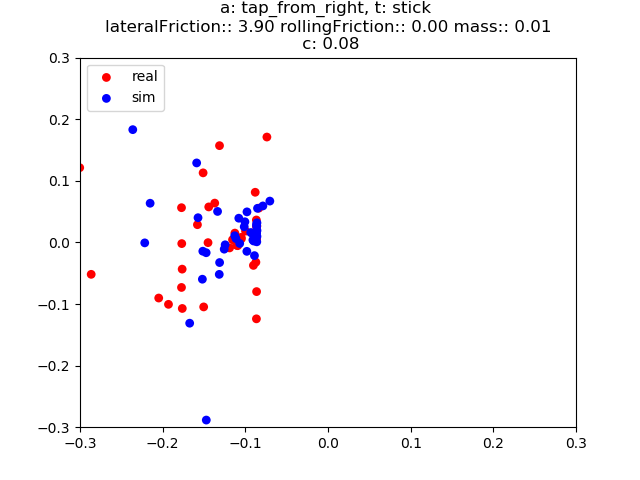 a: tap_from_right, t: stick
lateralFriction:: 3.90 rollingFriction:: 0.00 mass:: 0.01
c: 0.08
real
sim
0.3
0.2
0.1
0.0
−0.1
−0.2
−0.3
−0.3
−0.2
−0.1
0.0
0.1
0.2
0.3